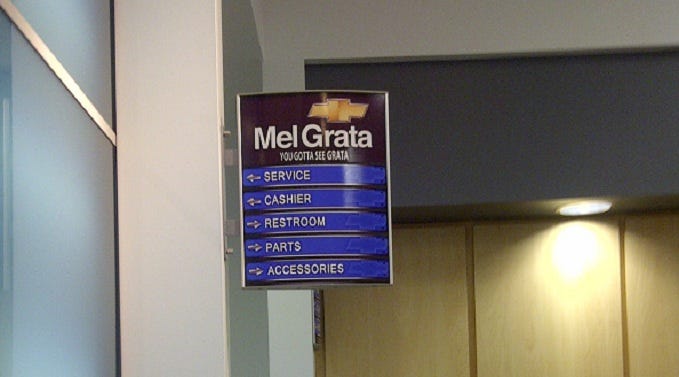 Mel Grata
YOU GOTTA SEE GRATA
SERVICE
CASHIER
RESTROOM
PARTS
ACCESSORIES